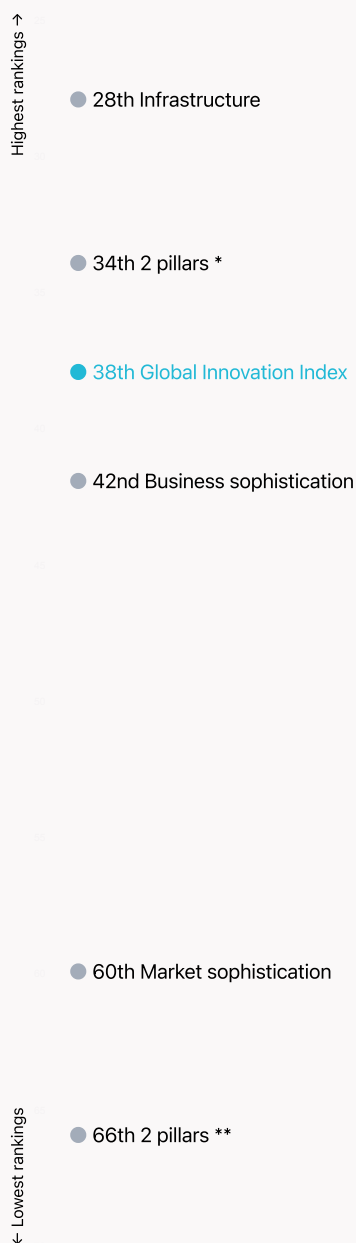 Highest rankings →
28th Infrastructure
34th 2 pillars *
38th Global Innovation Index
42nd Business sophistication
60th Market sophistication
66th 2 pillars **
← Lowest rankings